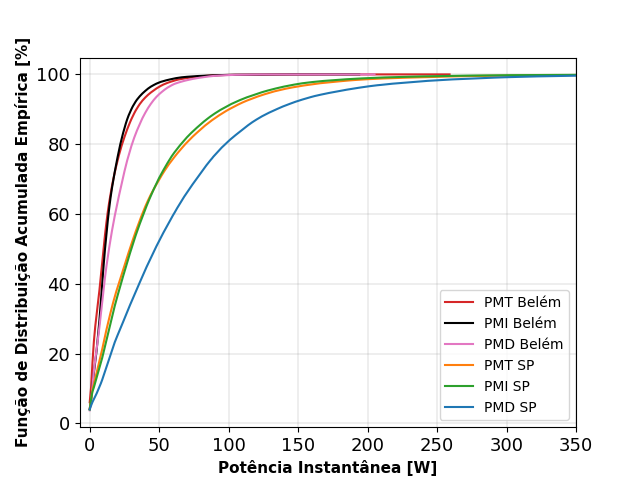 Função de Distribuição Acumulada Empírica [%]
100
80
60
40
20
0
0 50 100 150 200 250 300 350
Potência Instantânea [W]
PMT Belém
PMI Belém
PMD Belém
PMT SP
PMI SP
PMD SP